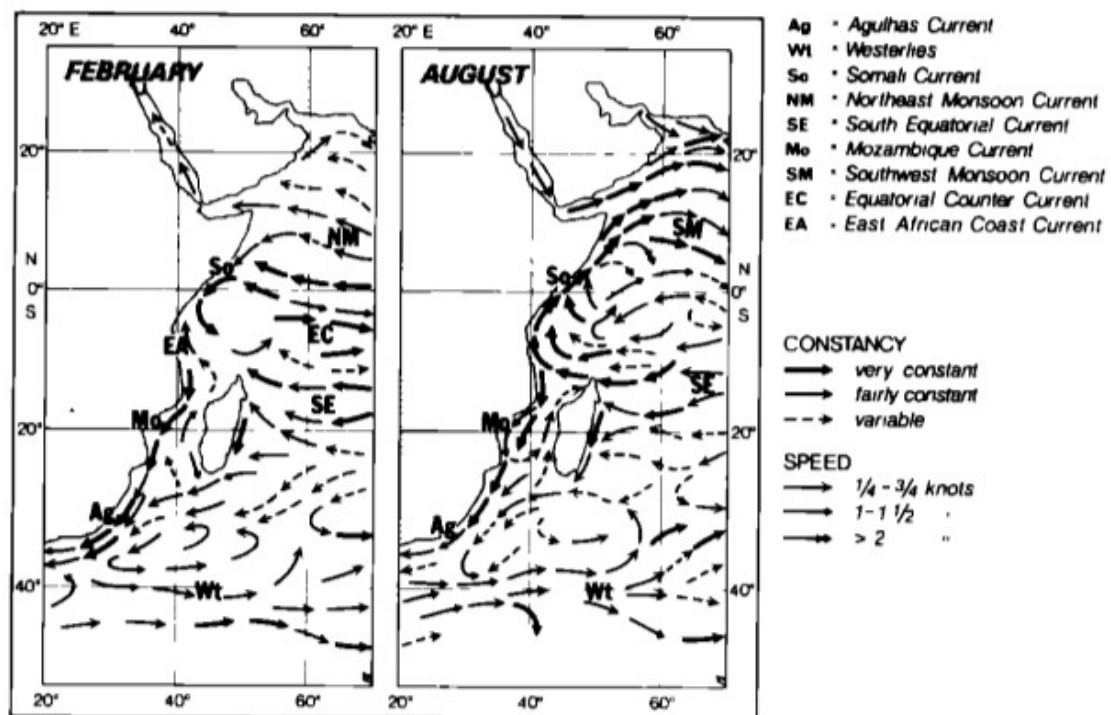 20° E 40° 60°
FEBRUARY
20°
NM
So
N
0°
S
EA
EC
SE
Mo
20°
Ag
Wt
40°
20° 40° 60°
20° E 40° 60°
AUGUST
20°
SM
So
N
0°
S
SE
Mo
20°
Ag
Wt
40°
20° 40° 60°
Ag • Agulhas Current
Wt • Westerlies
So • Somali Current
NM • Northeast Monsoon Current
SE • South Equatorial Current
Mo • Mozambique Current
SM • Southwest Monsoon Current
EC • Equatorial Counter Current
EA • East African Coast Current
CONSTANCY
very constant
fairly constant
variable
SPEED
1/4 - 3/4 knots
1 - 1 1/2 "
> 2 "